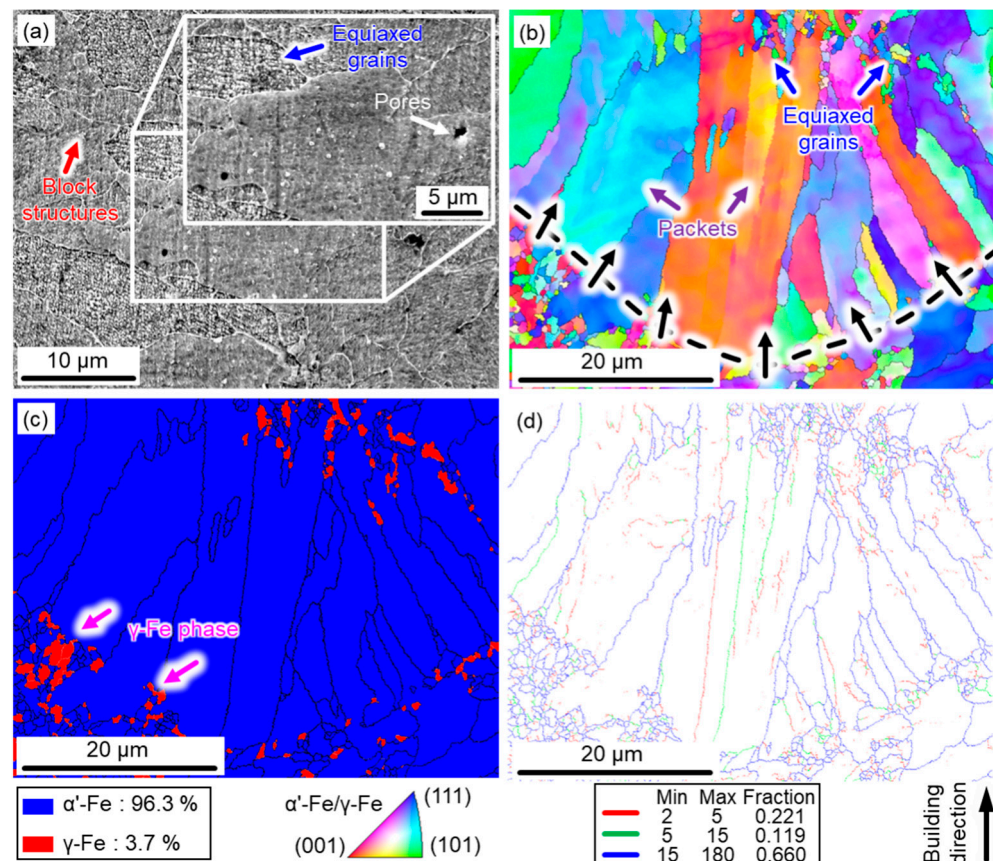 (a)
Equiaxed
grains
Pores
Block
structures
5 μm
10 μm
(b)
Equiaxed
grains
Packets
20 μm
(c)
γ-Fe phase
20 μm
(d)
20 μm
α'-Fe : 96.3 %
γ-Fe : 3.7 %
α'-Fe/γ-Fe
(111)
(001)
(101)
Min Max Fraction
2 5 0.221
5 15 0.119
15 180 0.660
Building
direction